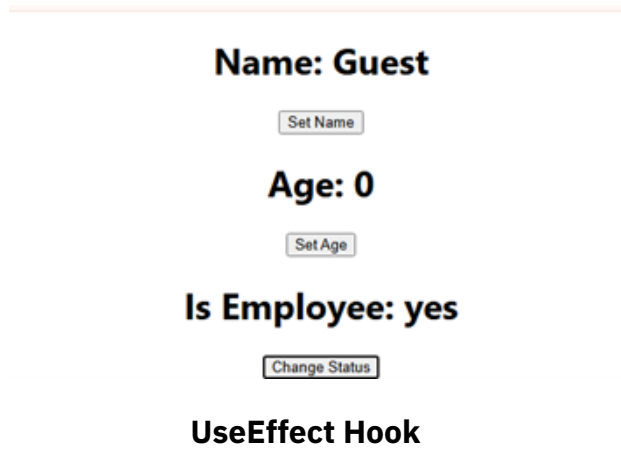 Name: Guest
Set Name
Age: 0
Set Age
Is Employee: yes
Change Status
UseEffect Hook